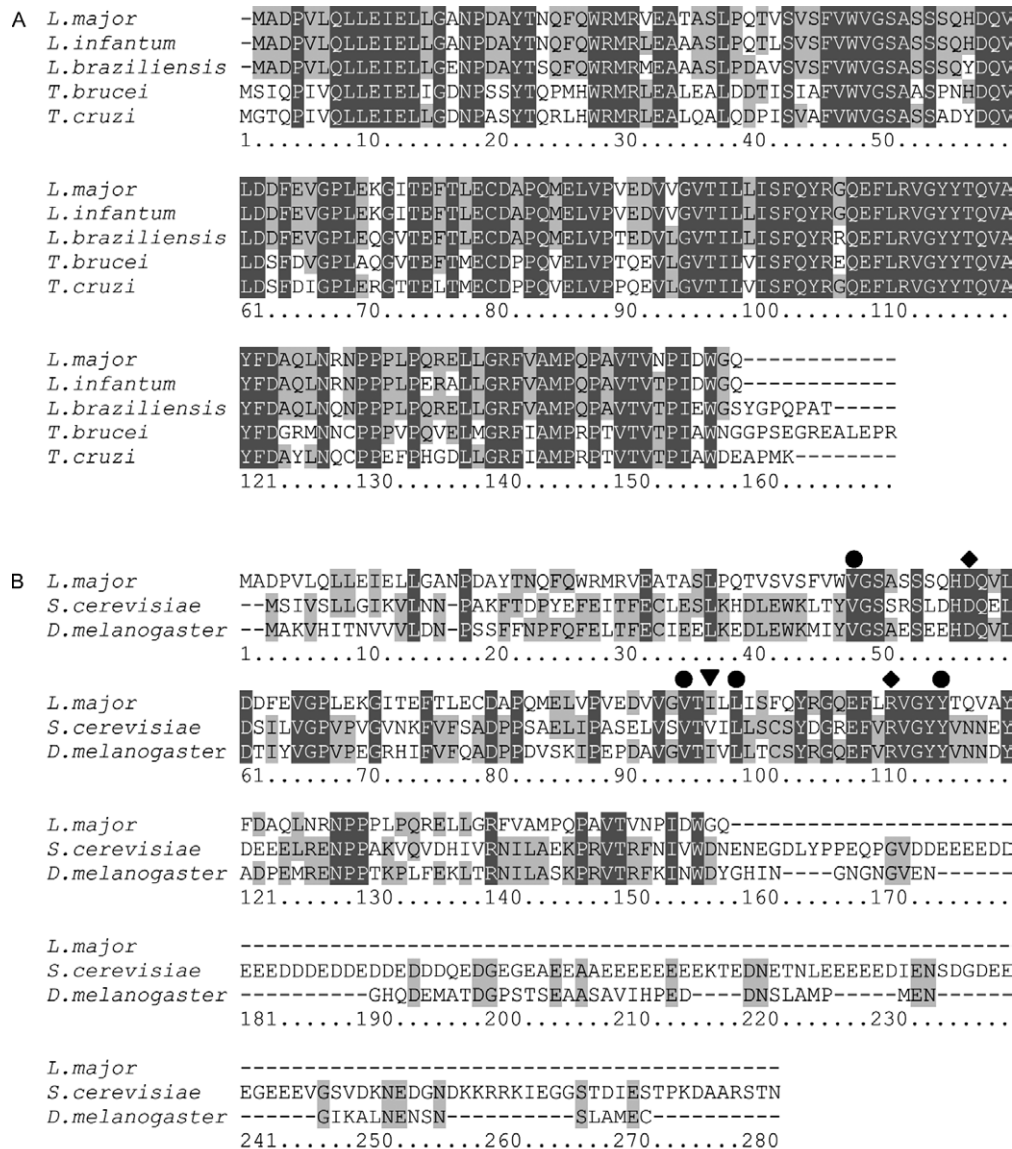 A
L.major -MADPVLQLLEIELLGANPDAYTNQFQWRMRVEATASLPQTVSVSFVWVGSASSSQHDQV
L.infantum -MADPVLQLLEIELLGANPDAYTNQFQWRMRLEAAASLPQTLSVSFVWVGSASSSQHDQV
L.braziliensis -MADPVLQLLEIELLGENPDAYTSQFQWRMRMEAAASLPDAVSVSFVWVGSASSSQYDQV
T.brucei MSIQPIVQLLEIELIGDNPSSYTQPMHWRMRLEALEALDDTISIAFVWVGSAASPNHDQV
T.cruzi MGTQPIVQLLEIELLGDNPASYTQRLHWRMRLEALQALQDPISVAFVWVGSASSADYDQV
1........10........20........30........40........50........
L.major LDDFEVGPLEKGITEFTLECDAPQMELVPVEDVVGVTILLISFQYRGQEFLRVGYYTQVA
L.infantum LDDFEVGPLEKGITEFTLECDAPQMELVPVEDVVGVTILLISFQYRGQEFLRVGYYTQVA
L.braziliensis LDDFEVGPLEQGVTEFTLECDAPQMELVPTEDVLGVTILLISFQYRRQEFLRVGYYTQVA
T.brucei LDSFDVGPLAQGVTEFTMECDPPQVELVPTQEVLGVTILVISFQYREQEFLRVGYYTQVA
T.cruzi LDSFDIGPLERGTTELTMECDPPQVELVPPQEVLGVTILVISFQYRGQEFLRVGYYTQVA
61.......70........80........90........100.......110.......
L.major YFDAQLNRNPPPLPQRELLGRFVAMPQPAVTVNPIDWGQ------------
L.infantum YFDAQLNRNPPPLPERALLGRFVAMPQPAVTVTPIDWGQ------------
L.braziliensis YFDAQLNQNPPPLPQRELLGRFVAMPQPAVTVTPIEWGSYGPQPAT-----
T.brucei YFDGRMNNCPPPVPQVELMGRFIAMPRPTVTVTPIAWNGGPSEGREALEPR
T.cruzi YFDAYLNQCPPEFPHGDLLGRFIAMPRPTVTVTPIAWDEAPMK--------
121......130.......140.......150.......160.........
B
L.major MADPVLQLLEIELLGANPDAYTNQFQWRMRVEATASLPQTVSVSFVWVGSASSSQHDQVL
S.cerevisiae --MSIVSLLGIKVLNN-PAKFTDPYEFEITFECLESLKHDLEWKLTYVGSSRSLDHDQEL
D.melanogaster --MAKVHITNVVVLDN-PSSFFNPFQFELTFECIEELKEDLEWKMIYVGSAESEEHDQVL
1........10........20........30........40........50........
L.major DDFEVGPLEKGITEFTLECDAPQMELVPVEDVVGVTILLISFQYRGQEFLRVGYYTQVAY
S.cerevisiae DSILVGPVPVGVNKFVFSADPPSAELIPASELVSVTVILLSCSYDGREFVRVGYYVNNEY
D.melanogaster DTIYVGPVPEGRHIFVFQADPPDVSKIPEPDAVGVTIVLLTCSYRGQEFVRVGYYVNNDY
61.......70........80........90........100.......110.......
L.major FDAQLNRNPPPLPQRELLGRFVAMPQPAVTVNPIDWGQ----------------------
S.cerevisiae DEEELRENPPAKVQVDHIVRNILAEKPRVTRFNIVWDNENEGDLYPPEQPGVDDEEEEDD
D.melanogaster ADPEMRENPPTKPLFEKLTRNILASKPRVTRFKINWDYGHIN----GNGNGVEN------
121......130.......140.......150.......160.......170.......
L.major ------------------------------------------------------------
S.cerevisiae EEEDDDEDDEDDEDDDQEDGEGEAEEAAEEEEEEEEKTEDNETNLEEEEEDIENSDGDEE
D.melanogaster ----------GHQDEMATDGPSTSEAASAVIHPED----DNSLAMP-----MEN------
181......190.......200.......210.......220.......230.......
L.major ------------------------------------------
S.cerevisiae EGEEEVGSVDKNEDGNDKKRRKIEGGSTDIESTPKDAARSTN
D.melanogaster ------GIKALNENSN----------SLAMEC----------
241......250.......260.......270.......280